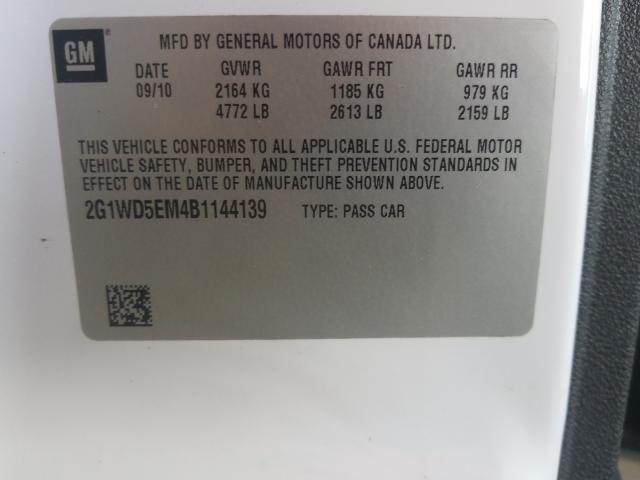 GM MFD BY GENERAL MOTORS OF CANADA LTD.
DATE GVWR GAWR FRT GAWR RR
09/10 2164 KG 1185 KG 979 KG
4772 LB 2613 LB 2159 LB
THIS VEHICLE CONFORMS TO ALL APPLICABLE U.S. FEDERAL MOTOR
VEHICLE SAFETY, BUMPER, AND THEFT PREVENTION STANDARDS IN
EFFECT ON THE DATE OF MANUFACTURE SHOWN ABOVE.
2G1WD5EM4B1144139 TYPE: PASS CAR